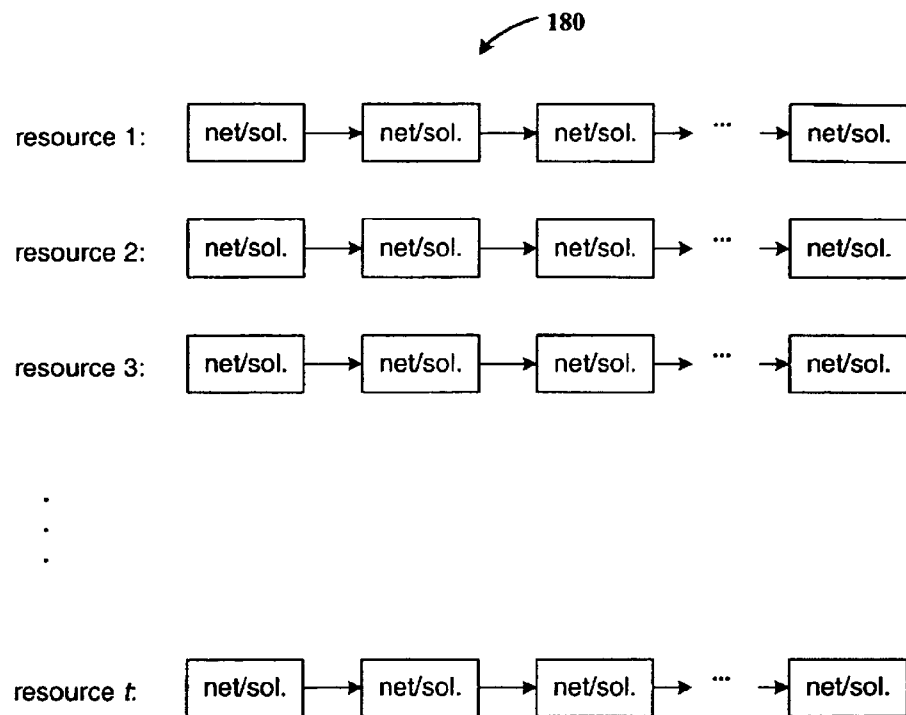 180
resource 1: net/sol. net/sol. net/sol. ... net/sol.
resource 2: net/sol. net/sol. net/sol. ... net/sol.
resource 3: net/sol. net/sol. net/sol. ... net/sol.
.
.
.
resource t: net/sol. net/sol. net/sol. ... net/sol.